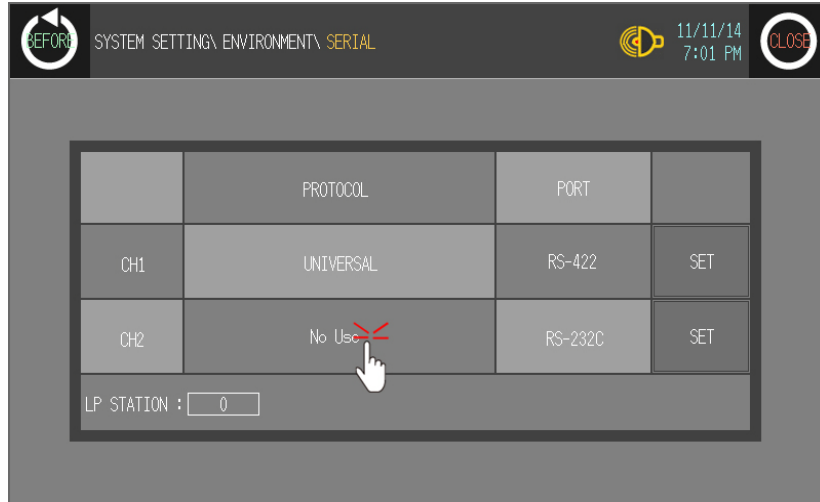 BEFORE
SYSTEM SETTING\ ENVIRONMENT\ SERIAL
11/11/14
7:01 PM
CLOSE
PROTOCOL PORT
CH1 UNIVERSAL RS-422 SET
CH2 No Use RS-232C SET
LP STATION : 0